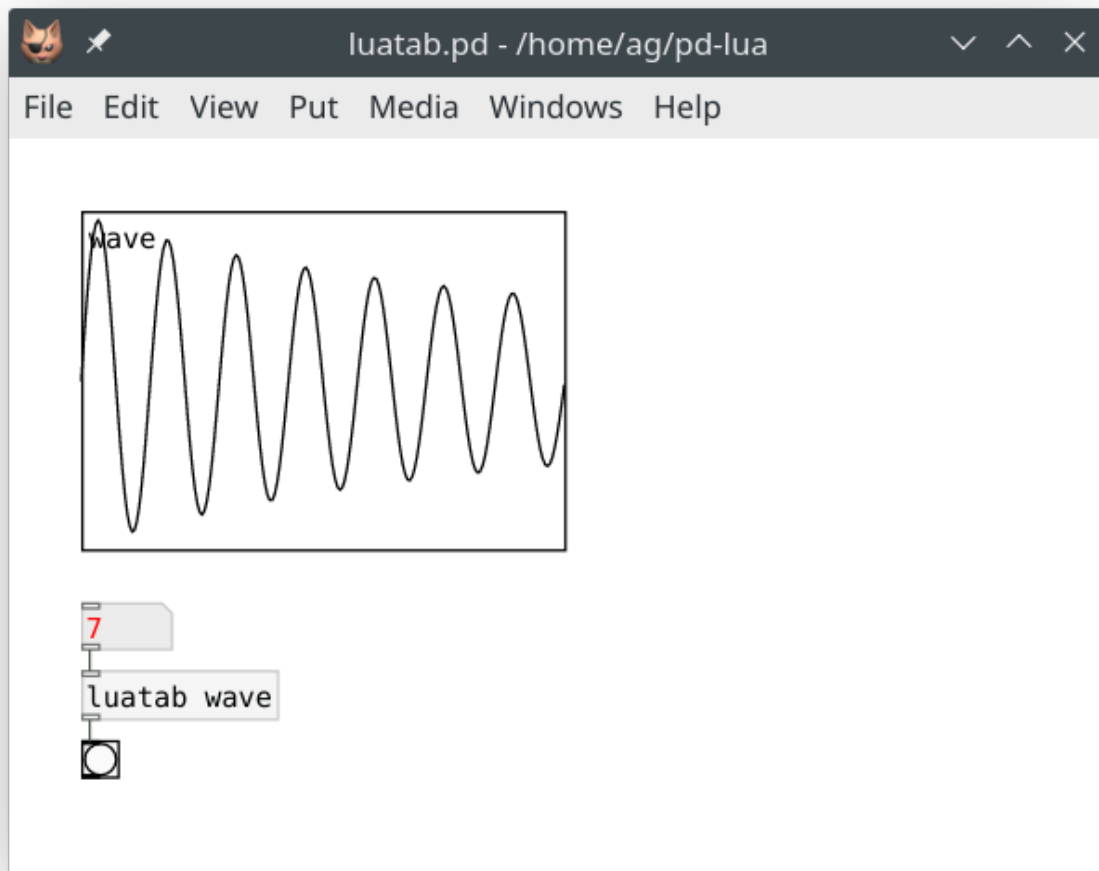 luatab.pd - /home/ag/pd-lua
File Edit View Put Media Windows Help
wave
7
luatab wave